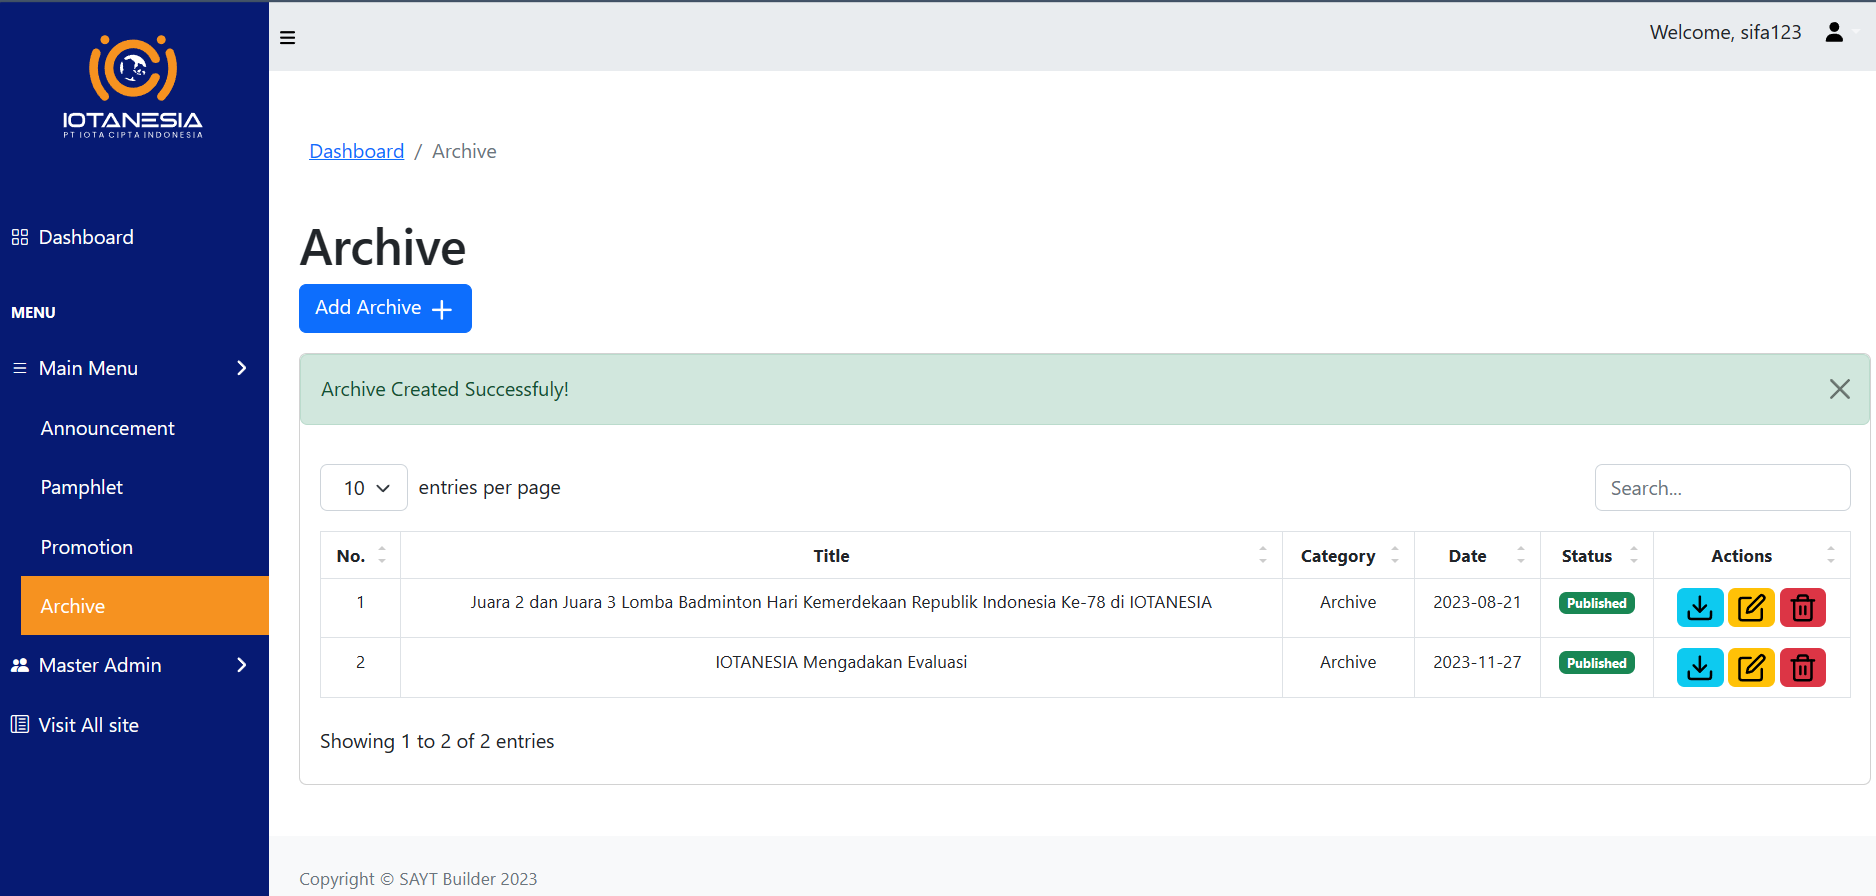 Welcome, sifa123
IOTANESIA
PT IOTA CIPTA INDONESIA
Dashboard
MENU
Main Menu
Announcement
Pamphlet
Promotion
Archive
Master Admin
Visit All site
Dashboard / Archive
Archive
Add Archive
Archive Created Successfuly!
10 entries per page
Search...
No. Title Category Date Status Actions
1 Juara 2 dan Juara 3 Lomba Badminton Hari Kemerdekaan Republik Indonesia Ke-78 di IOTANESIA Archive 2023-08-21 Published
2 IOTANESIA Mengadakan Evaluasi Archive 2023-11-27 Published
Showing 1 to 2 of 2 entries
Copyright © SAYT Builder 2023